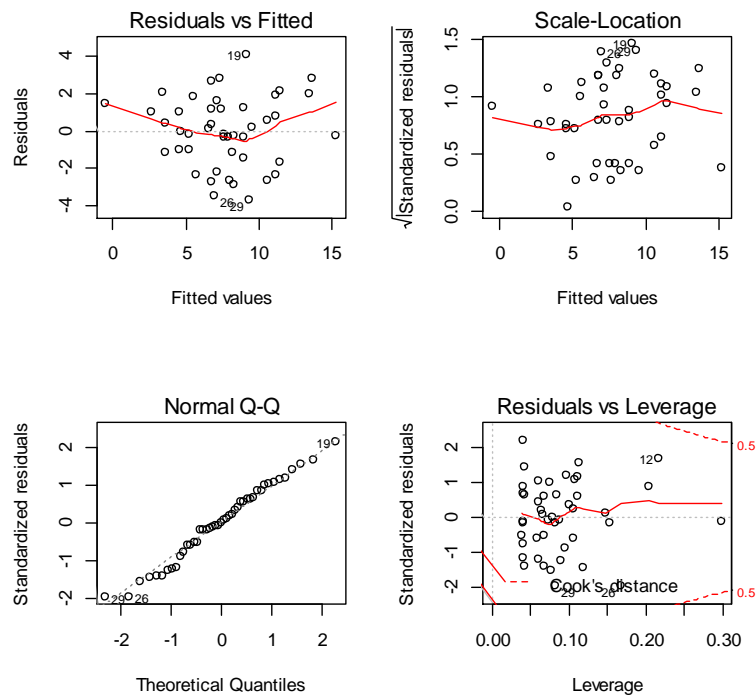 Residuals vs Fitted
Residuals
4
2
0
-2
-4
19
26
29
0 5 10 15
Fitted values
Scale-Location
√|Standardized residuals|
1.5
1.0
0.5
0.0
19
26
29
0 5 10 15
Fitted values
Normal Q-Q
Standardized residuals
2
1
0
-1
-2
19
29
26
-2 -1 0 1 2
Theoretical Quantiles
Residuals vs Leverage
Standardized residuals
2
1
0
-1
-2
12
29
26
Cook's distance
0.5
0.5
0.00 0.10 0.20 0.30
Leverage